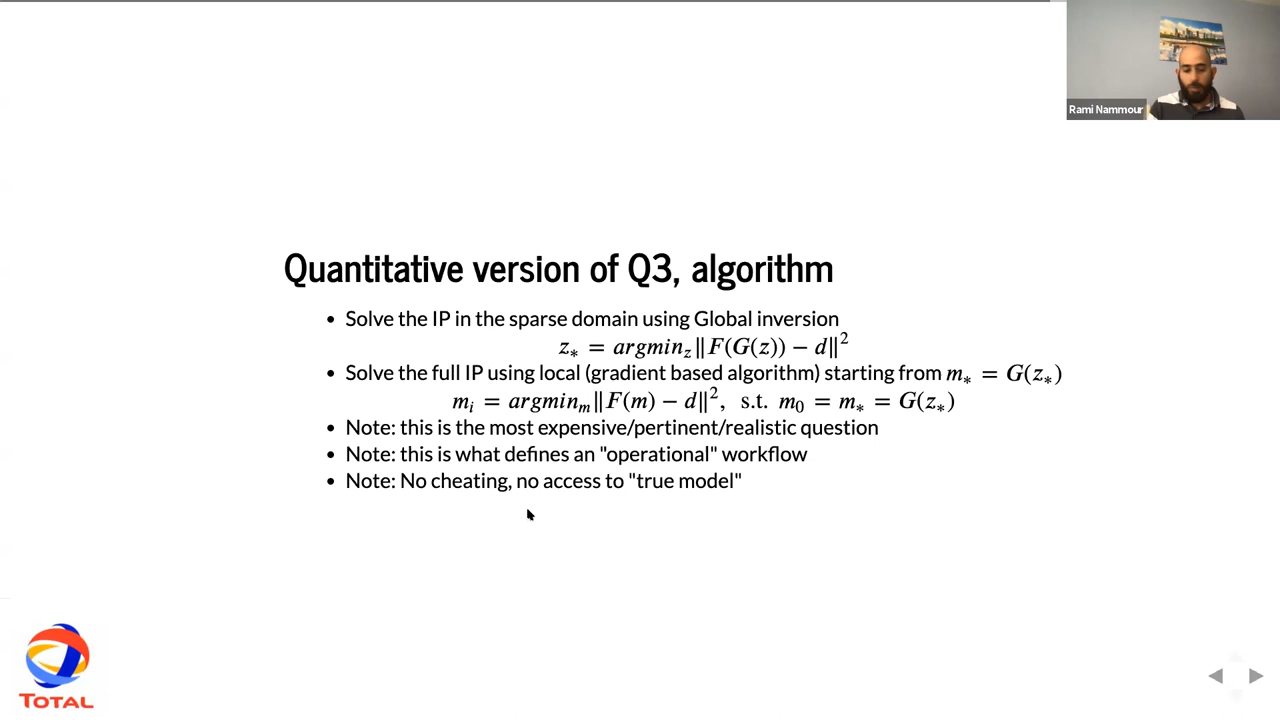 Rami Nammour
Quantitative version of Q3, algorithm
• Solve the IP in the sparse domain using Global inversion
z∗ = argmin_z‖F(G(z)) − d‖²
• Solve the full IP using local (gradient based algorithm) starting from m∗ = G(z∗)
m_i = argmin_m‖F(m) − d‖², s.t. m₀ = m∗ = G(z∗)
• Note: this is the most expensive/pertinent/realistic question
• Note: this is what defines an "operational" workflow
• Note: No cheating, no access to "true model"
TOTAL